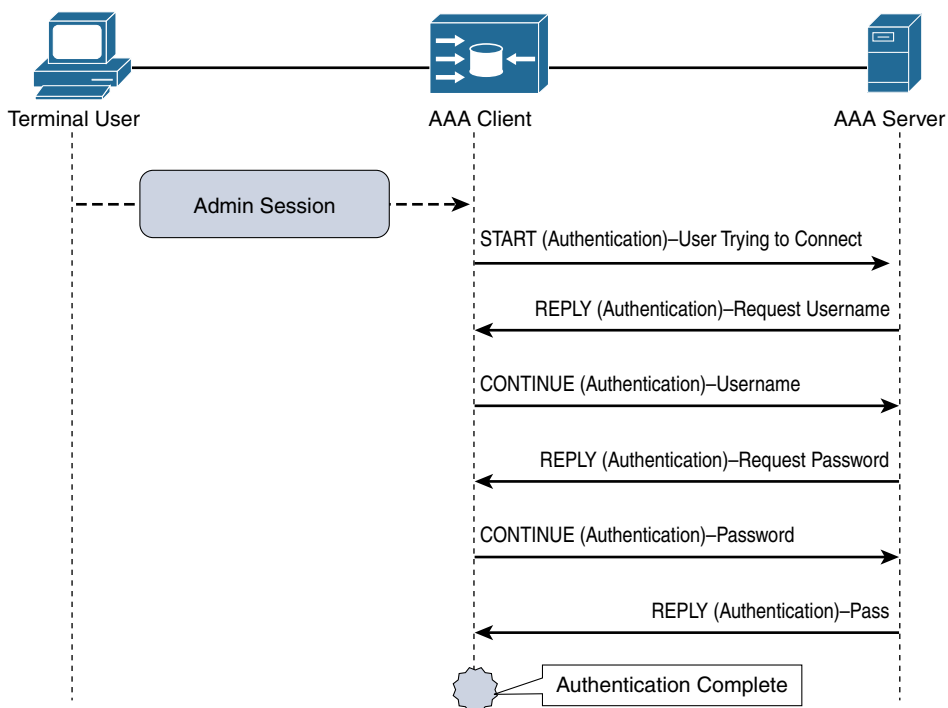 Terminal User
AAA Client
AAA Server
Admin Session
START (Authentication)–User Trying to Connect
REPLY (Authentication)–Request Username
CONTINUE (Authentication)–Username
REPLY (Authentication)–Request Password
CONTINUE (Authentication)–Password
REPLY (Authentication)–Pass
Authentication Complete